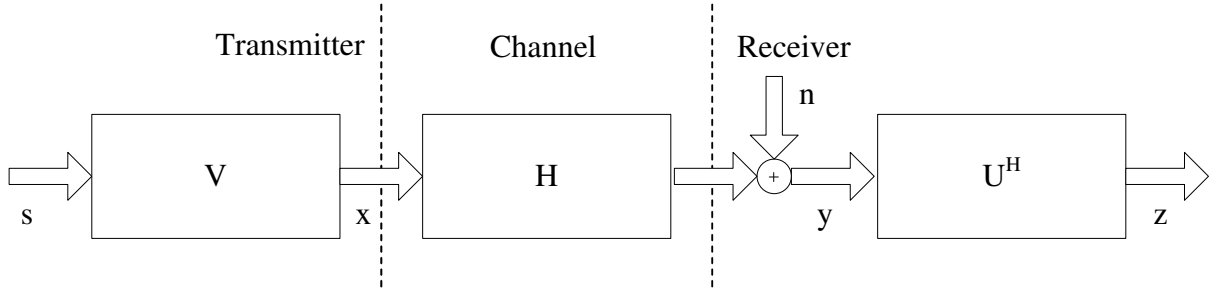 Transmitter
Channel
Receiver
n
V
H
+
U^H
s
x
y
z